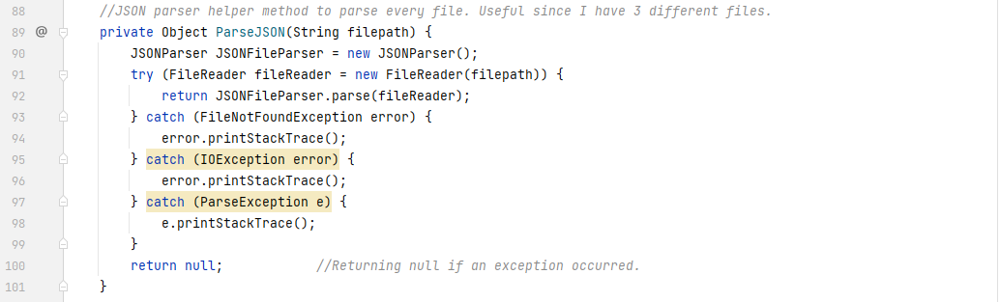 88 //JSON parser helper method to parse every file. Useful since I have 3 different files.
89 @ private Object ParseJSON(String filepath) {
90 JSONParser JSONFileParser = new JSONParser();
91 try (FileReader fileReader = new FileReader(filepath)) {
92 return JSONFileParser.parse(fileReader);
93 } catch (FileNotFoundException error) {
94 error.printStackTrace();
95 } catch (IOException error) {
96 error.printStackTrace();
97 } catch (ParseException e) {
98 e.printStackTrace();
99 }
100 return null; //Returning null if an exception occurred.
101 }